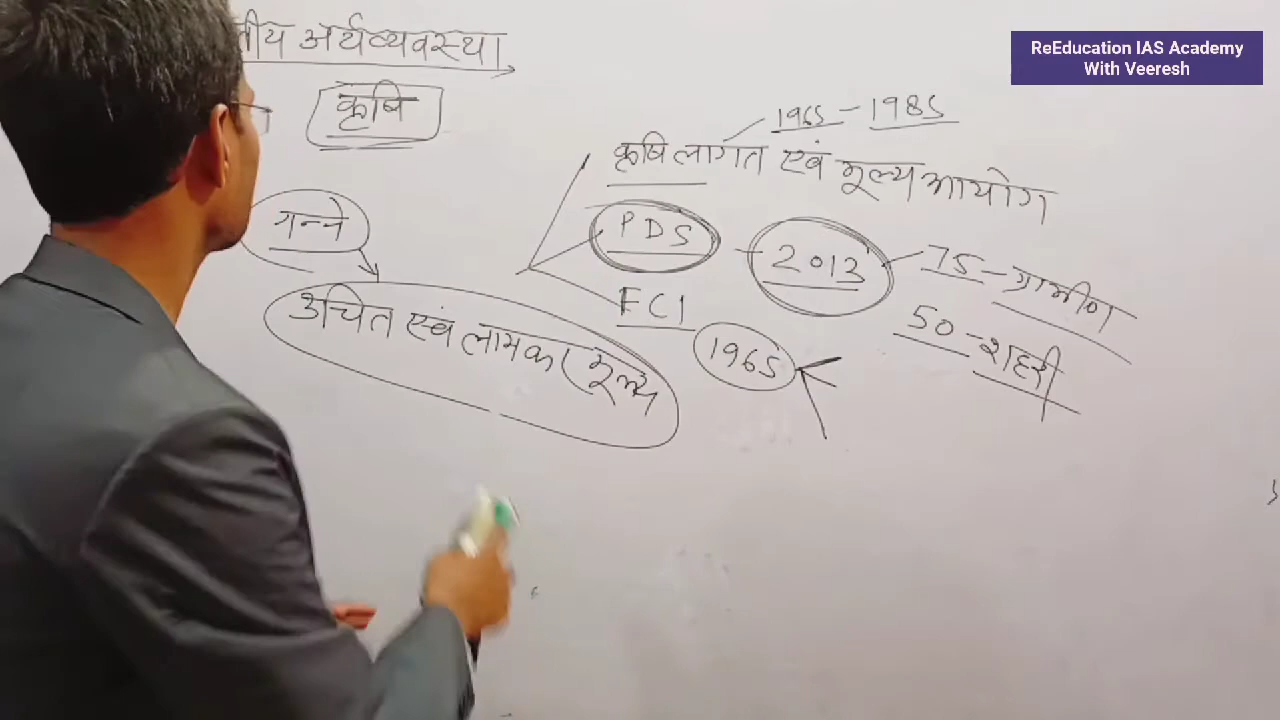 ReEducation IAS Academy
With Veeresh
तीय अर्थव्यवस्था
कृषि
1965 - 1985
कृषि लागत एवं मूल्य आयोग
गन्ने
PDS - 2013 - 75 - ग्रामीण
50 - शहरी
FCI 1965
उचित एवं लाभकारी मूल्य